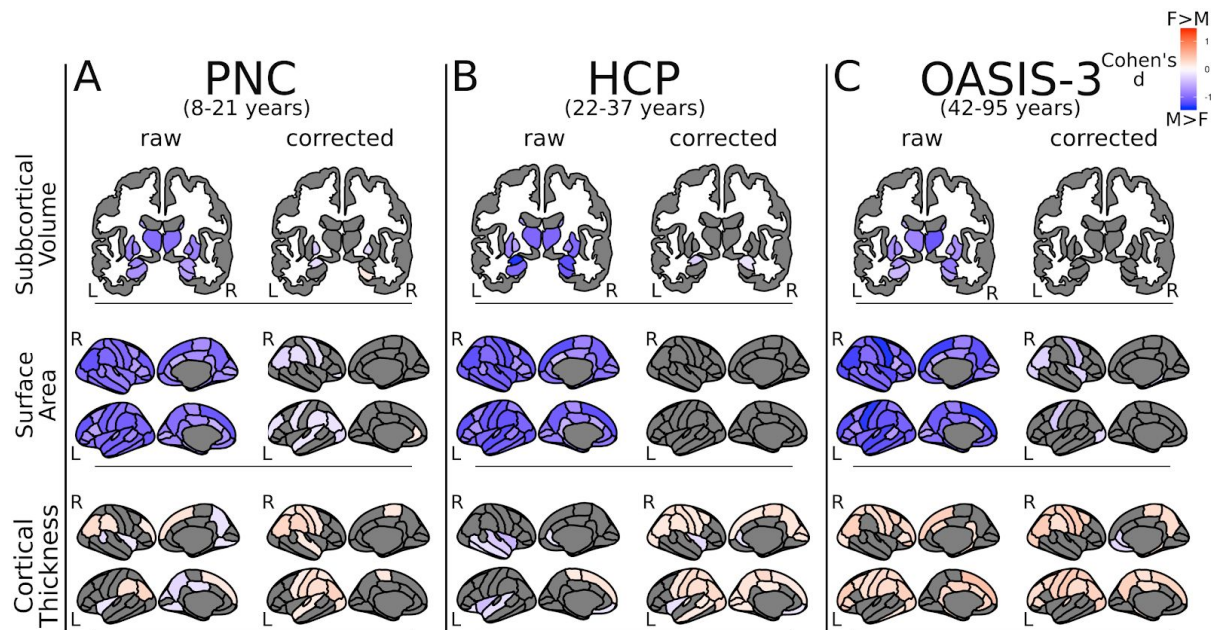 F>M
A PNC B HCP C OASIS-3 Cohen's d
1
0
-1
M>F
(8-21 years) (22-37 years) (42-95 years)
raw corrected raw corrected raw corrected
Subcortical Volume
L R L R L R L R L R L R
Surface Area
R R R R R R
L L L L L L
Cortical Thickness
R R R R R R
L L L L L L